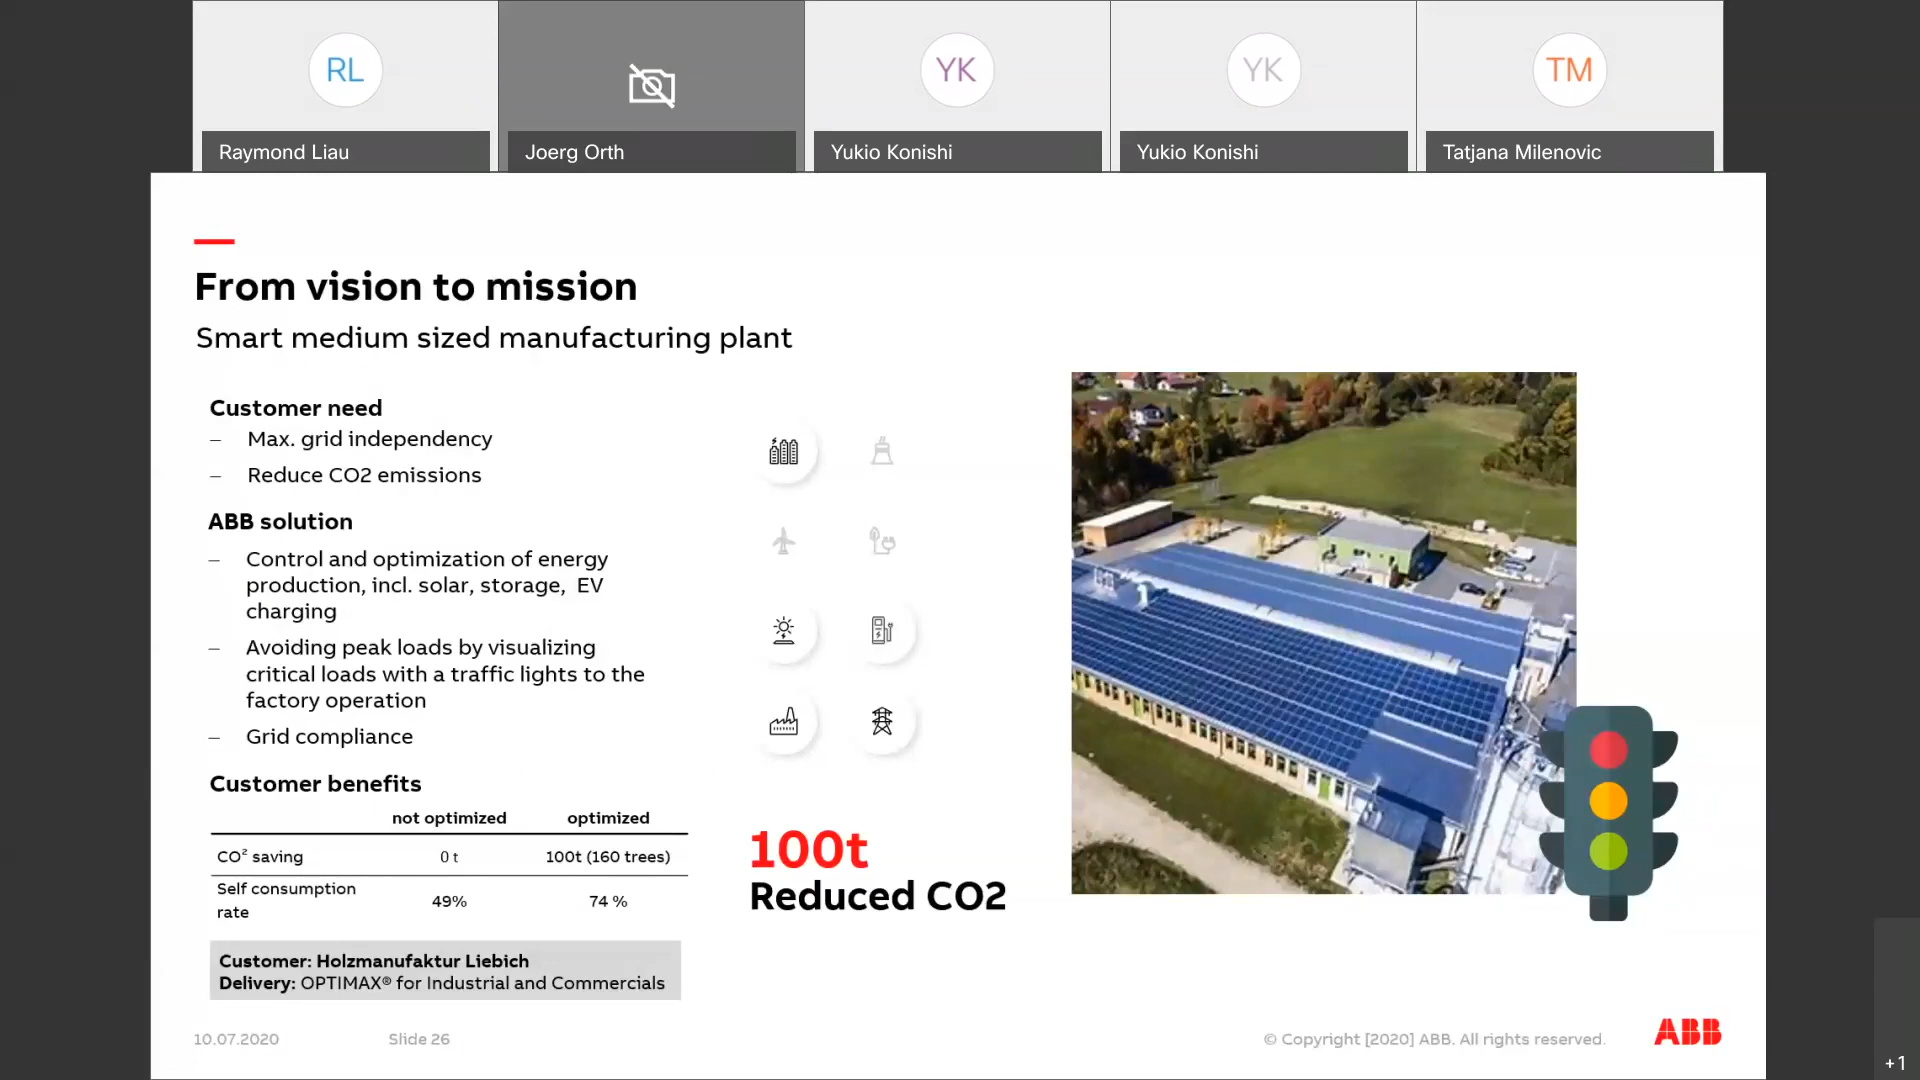 RL
YK
YK
TM
Raymond Liau
Joerg Orth
Yukio Konishi
Yukio Konishi
Tatjana Milenovic
From vision to mission
Smart medium sized manufacturing plant
Customer need
– Max. grid independency
– Reduce CO2 emissions
ABB solution
– Control and optimization of energy
production, incl. solar, storage, EV
charging
– Avoiding peak loads by visualizing
critical loads with a traffic lights to the
factory operation
– Grid compliance
Customer benefits
not optimized optimized
CO² saving 0 t 100t (160 trees)
Self consumption
rate 49% 74 %
100t
Reduced CO2
Customer: Holzmanufaktur Liebich
Delivery: OPTIMAX® for Industrial and Commercials
10.07.2020 Slide 26 © Copyright [2020] ABB. All rights reserved. ABB
+1